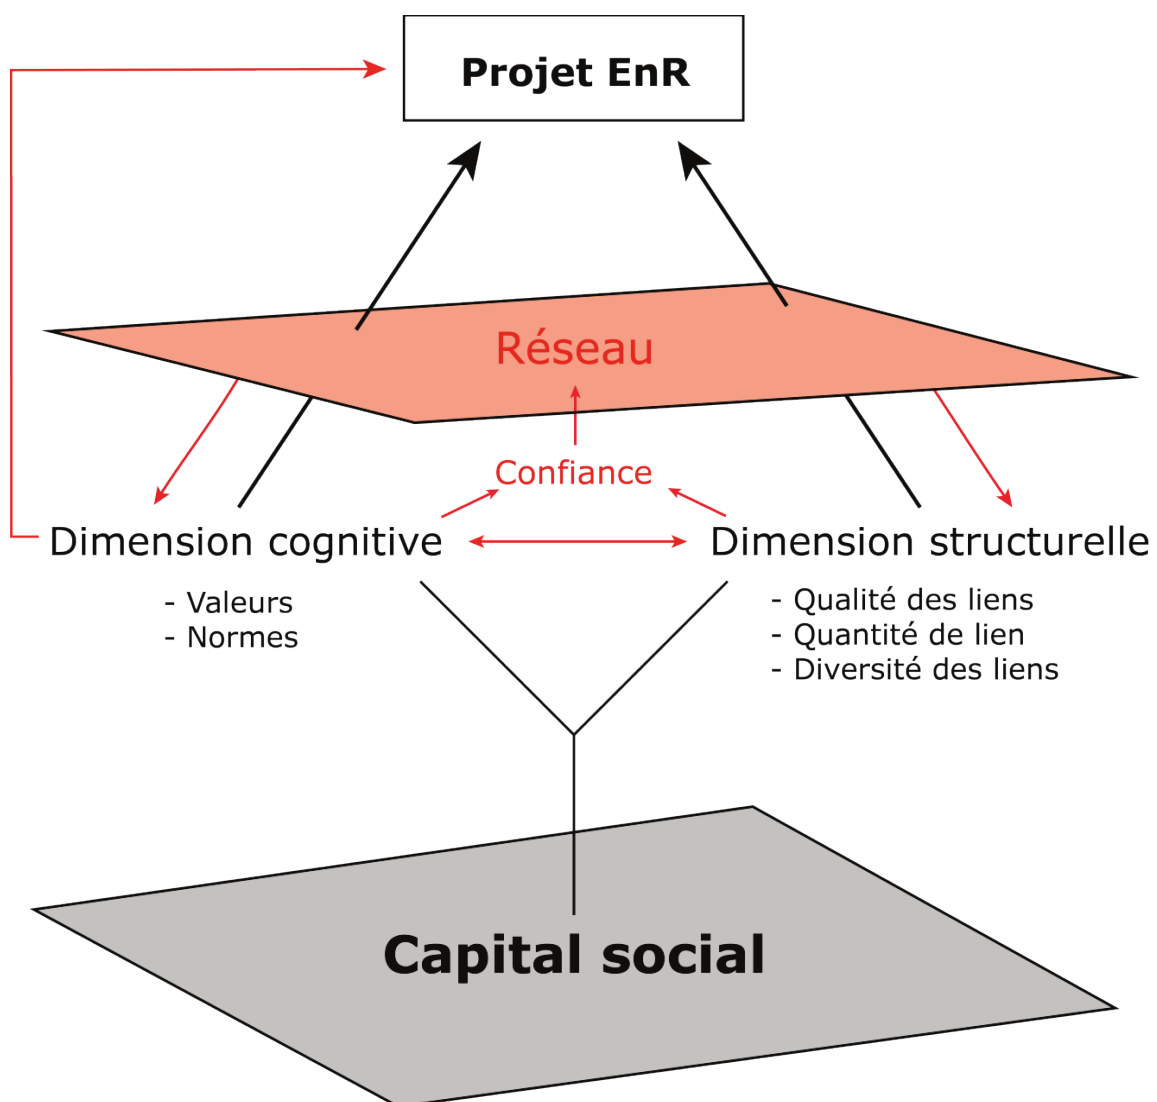 Projet EnR
Réseau
Confiance
Dimension cognitive
- Valeurs
- Normes
Dimension structurelle
- Qualité des liens
- Quantité de lien
- Diversité des liens
Capital social